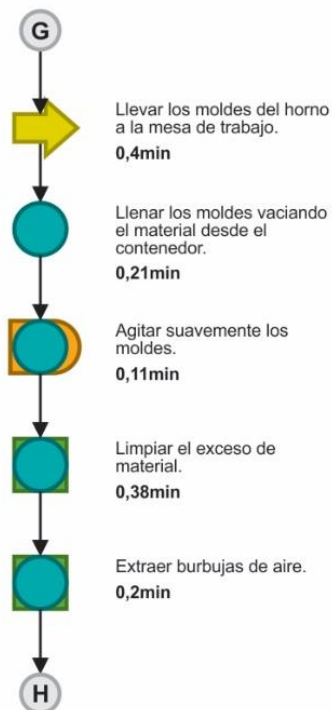 G
Llevar los moldes del horno
a la mesa de trabajo.
0,4min
Llenar los moldes vaciando
el material desde el
contenedor.
0,21min
Agitar suavemente los
moldes.
0,11min
Limpiar el exceso de
material.
0,38min
Extraer burbujas de aire.
0,2min
H